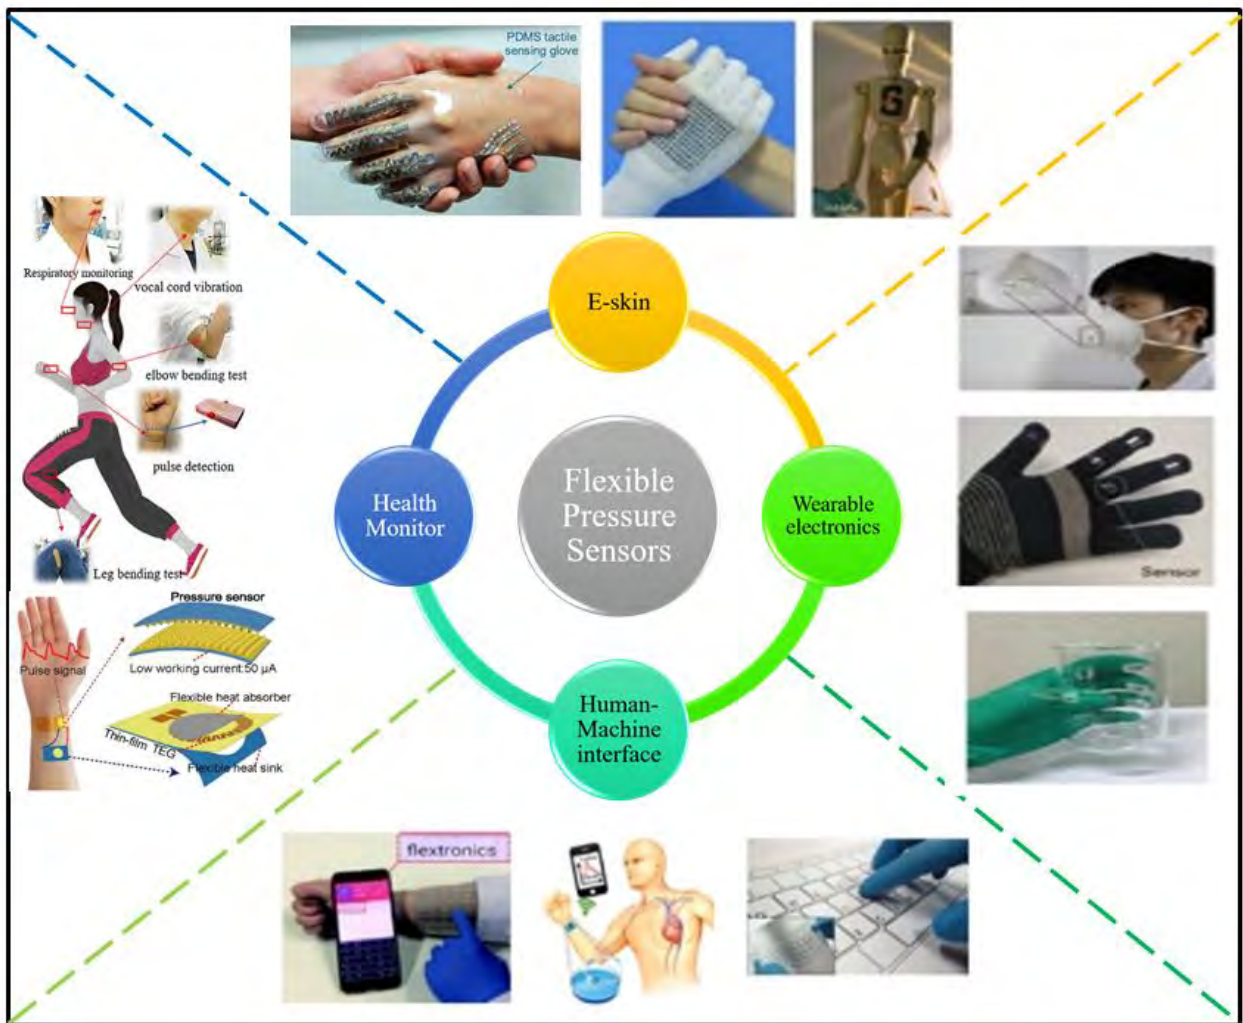 PDMS tactile
sensing glove
G
E-skin
Respiratory monitoring
vocal cord vibration
elbow bending test
pulse detection
Leg bending test
Health
Monitor
Flexible
Pressure
Sensors
Wearable
electronics
Sensor
Pressure sensor
Pulse signal
Low working current:50 μA
Flexible heat absorber
Thin-film TEG
Flexible heat sink
Human-
Machine
interface
flextronics